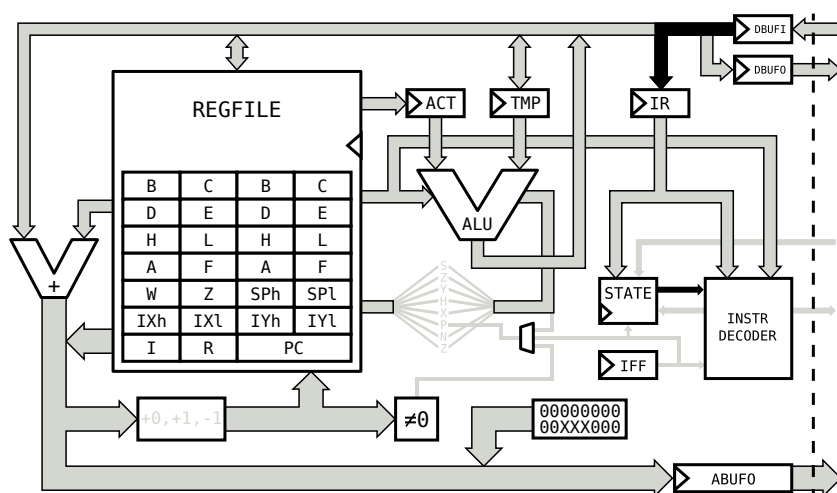 DBUFI
DBUFO
REGFILE
ACT
TMP
IR
B C B C
D E D E
H L H L
A F A F
W Z SPh SPl
IXh IXl IYh IYl
I R PC
+
ALU
S
Z
Y
H
X
P
N
Z
STATE
INSTR
DECODER
IFF
+0,+1,-1
≠0
00000000
00XXX000
ABUFO